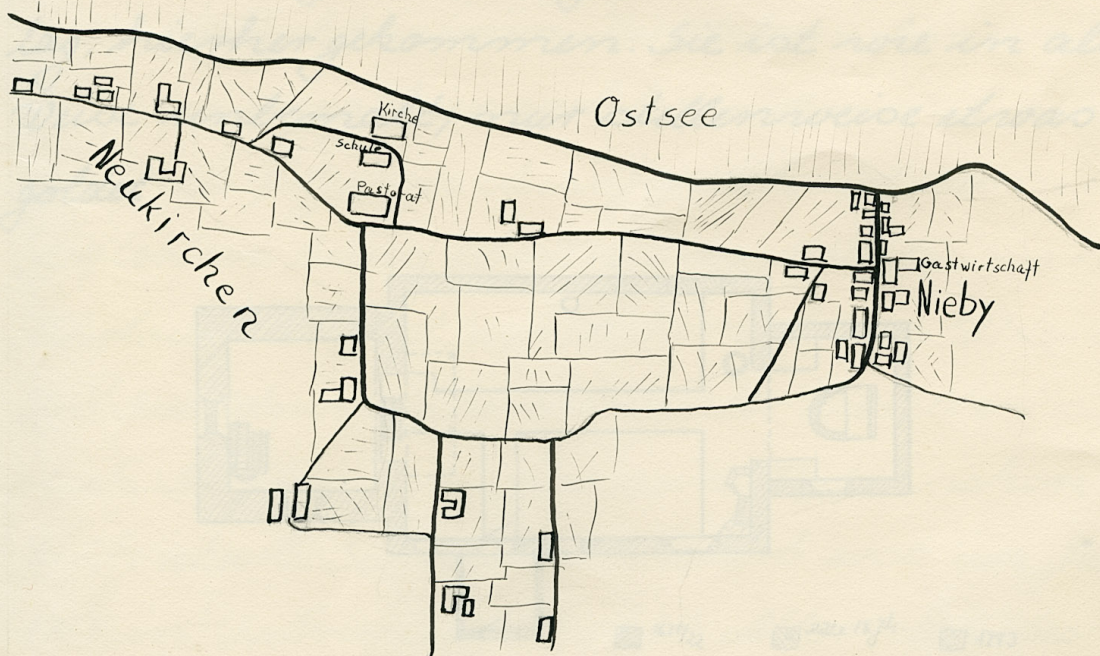 Ostsee
Kirche
Schule
Pastorat
Neukirchen
Gastwirtschaft
Nieby